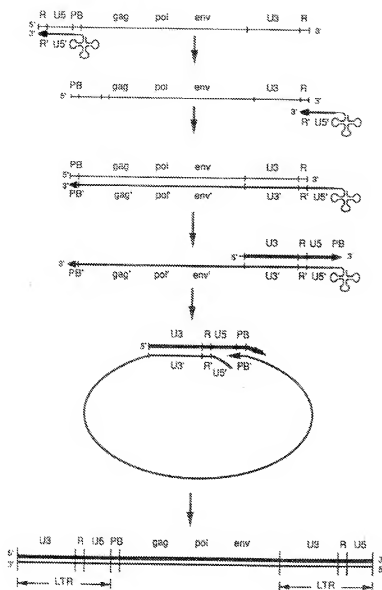 R U5 PB gag pol env U3 R
5' 3'
3'
R' U5'
PB gag pol env U3 R
5' 3'
3'
R' U5'
PB gag pol env U3 R
5' 3'
3'
PB' gag' pol' env' U3' R' U5'
U3 R U5 PB
5' 3'
3'
PB' gag' pol' env' U3' R' U5'
U3 R U5 PB
5'
U3' R' PB'
U5'
U3 R U5 PB gag pol env U3 R U5
5' 3'
3' 5'
LTR LTR